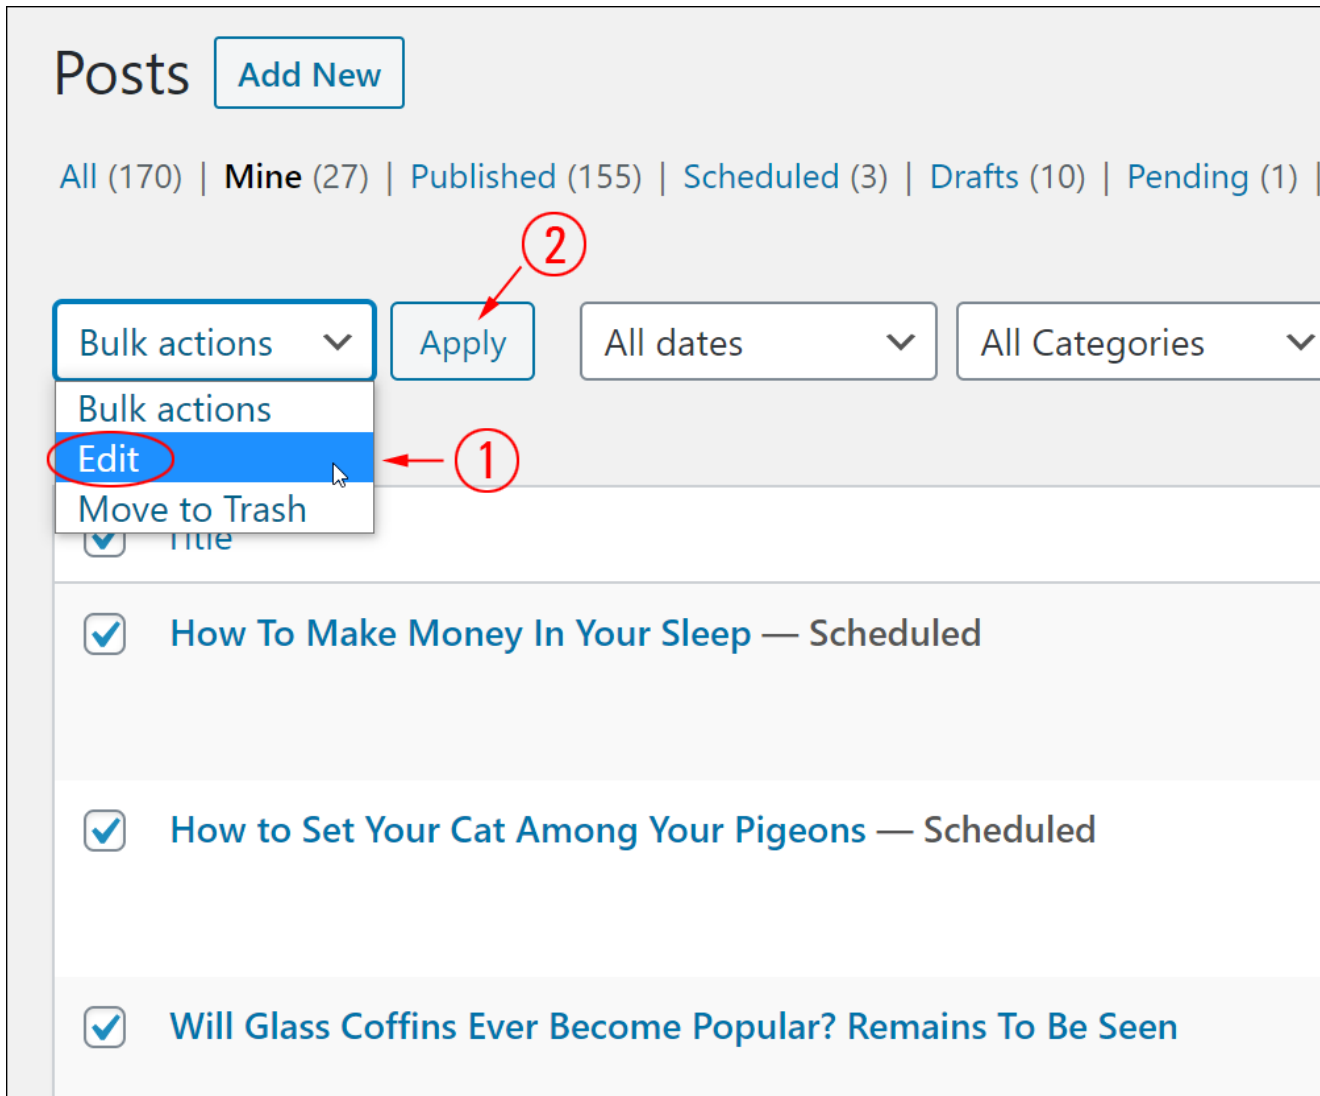 Posts Add New
All (170) | Mine (27) | Published (155) | Scheduled (3) | Drafts (10) | Pending (1) |
2
Bulk actions Apply All dates All Categories
Bulk actions
Edit 1
Move to Trash
Title
How To Make Money In Your Sleep — Scheduled
How to Set Your Cat Among Your Pigeons — Scheduled
Will Glass Coffins Ever Become Popular? Remains To Be Seen